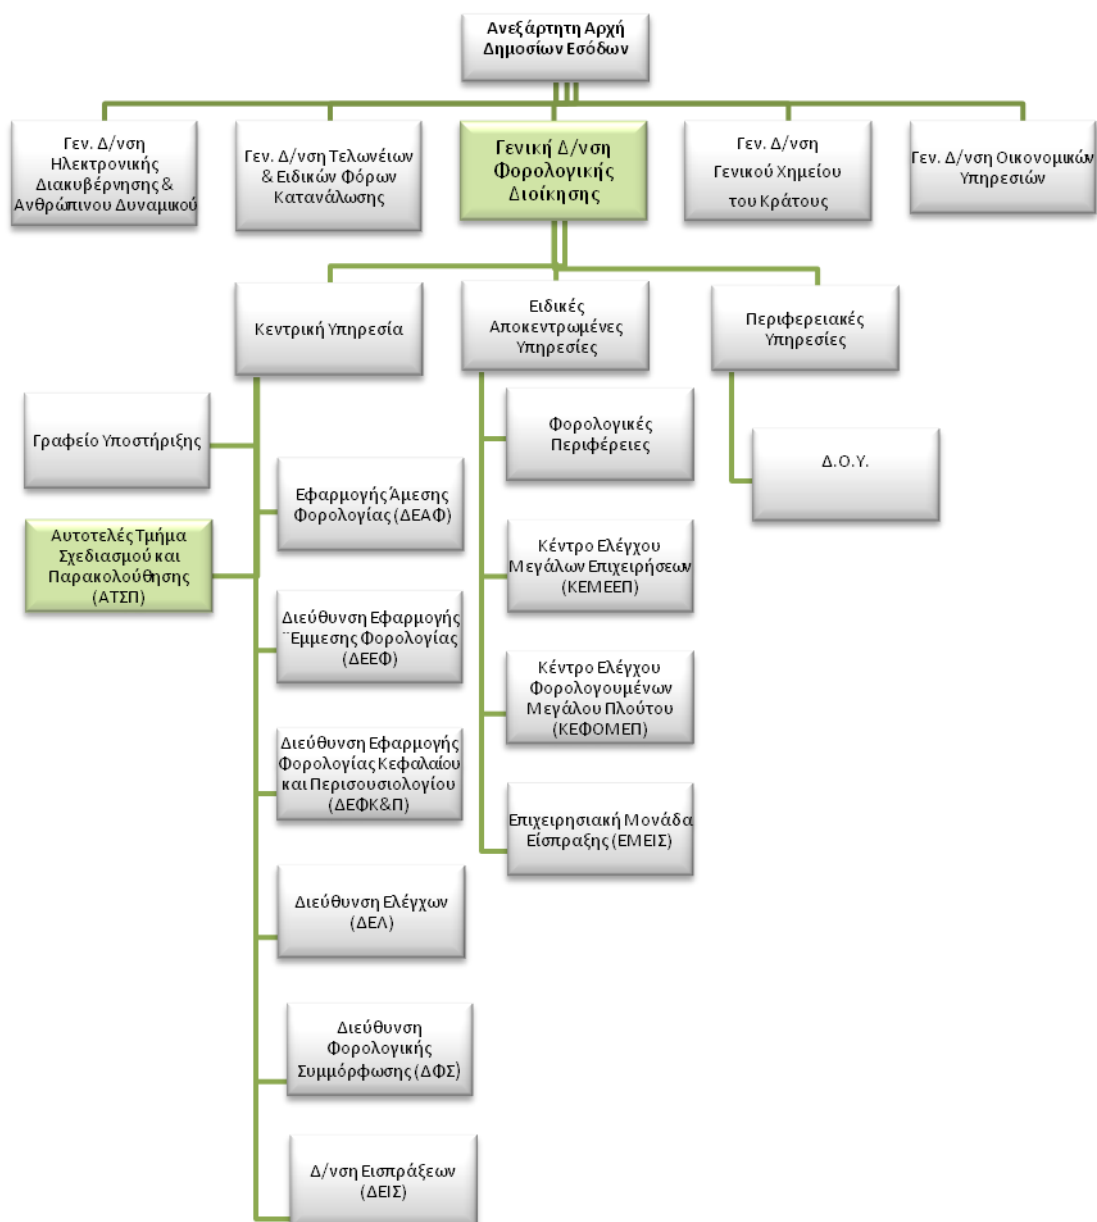 Ανεξάρτητη Αρχή
Δημοσίων Εσόδων
Γεν. Δ/νση
Ηλεκτρονικής
Διακυβέρνησης &
Ανθρώπινου Δυναμικού
Γεν. Δ/νση Τελωνείων
& Ειδικών Φόρων
Κατανάλωσης
Γενική Δ/νση
Φορολογικής
Διοίκησης
Γεν. Δ/νση
Γενικού Χημείου
του Κράτους
Γεν. Δ/νση Οικονομικών
Υπηρεσιών
Κεντρική Υπηρεσία
Ειδικές
Αποκεντρωμένες
Υπηρεσίες
Περιφερειακές
Υπηρεσίες
Γραφείο Υποστήριξης
Αυτοτελές Τμήμα
Σχεδιασμού και
Παρακολούθησης
(ΑΤΣΠ)
Εφαρμογής Άμεσης
Φορολογίας (ΔΕΑΦ)
Διεύθυνση Εφαρμογής
¨Εμμεσης Φορολογίας
(ΔΕΕΦ)
Διεύθυνση Εφαρμογής
Φορολογίας Κεφαλαίου
και Περισουσιολογίου
(ΔΕΦΚ&Π)
Διεύθυνση Ελέγχων
(ΔΕΛ)
Διεύθυνση
Φορολογικής
Συμμόρφωσης (ΔΦΣ)
Δ/νση Εισπράξεων
(ΔΕΙΣ)
Φορολογικές
Περιφέρειες
Κέντρο Ελέγχου
Μεγάλων Επιχειρήσεων
(ΚΕΜΕΕΠ)
Κέντρο Ελέγχου
Φορολογουμένων
Μεγάλου Πλούτου
(ΚΕΦΟΜΕΠ)
Επιχειρησιακή Μονάδα
Είσπραξης (ΕΜΕΙΣ)
Δ.Ο.Υ.